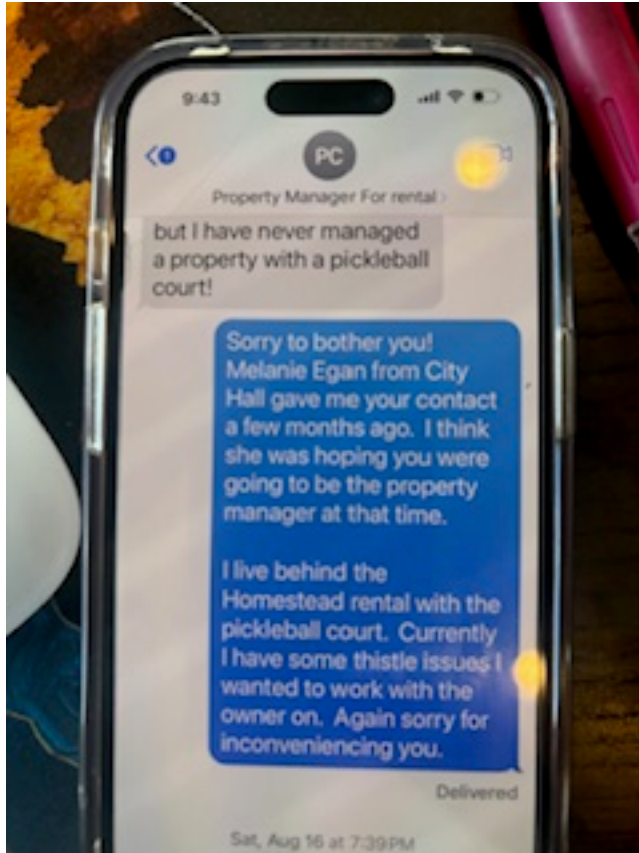 9:43
PC
Property Manager For rental
but I have never managed
a property with a pickleball
court!
Sorry to bother you!
Melanie Egan from City
Hall gave me your contact
a few months ago.  I think
she was hoping you were
going to be the property
manager at that time.
I live behind the
Homestead rental with the
pickleball court.  Currently
I have some thistle issues I
wanted to work with the
owner on.  Again sorry for
inconveniencing you.
Delivered
Sat, Aug 16 at 7:39 PM